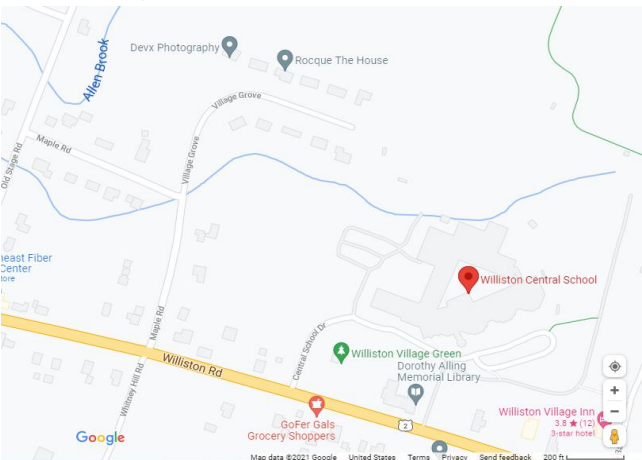 Devx Photography
Rocque The House
Allen Brook
Village Grove
Maple Rd
Old Stage Rd
Village Grove
east Fiber
Center
tore
Williston Central School
Maple Rd
Central School Dr
Williston Village Green
Williston Rd
Dorothy Alling
Memorial Library
Whitney Hill Rd
GoFer Gals
Grocery Shoppers
2
Williston Village Inn
3.8 ★ (12)
3-star hotel
Google
Map data ©2021 Google United States Terms Privacy Send feedback 200 ft